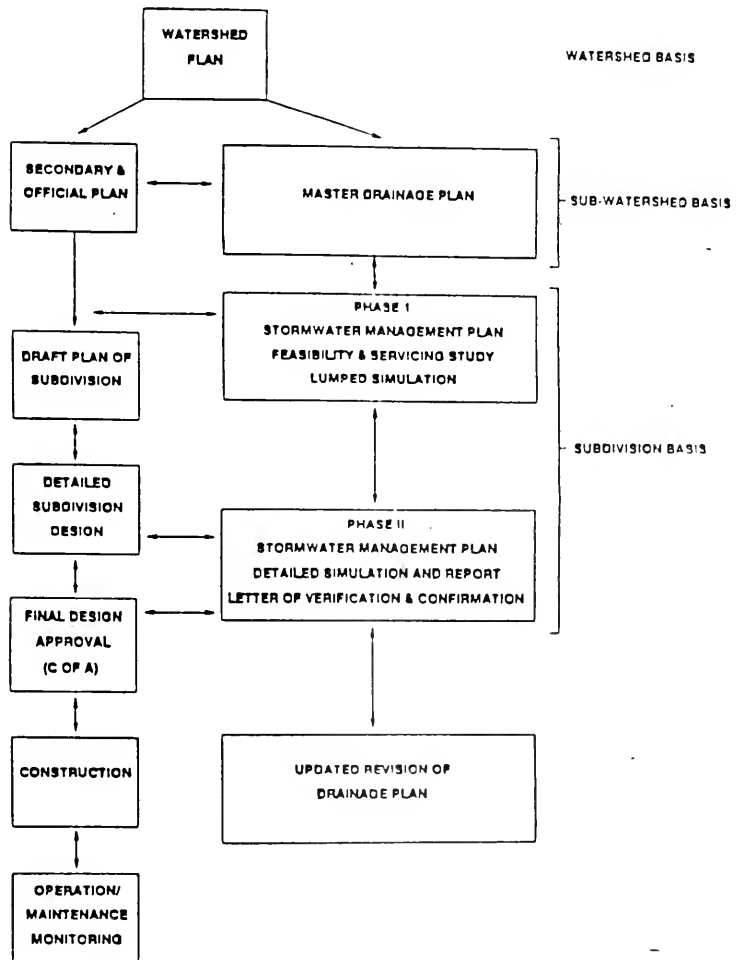 WATERSHED
PLAN
WATERSHED BASIS
SECONDARY &
OFFICIAL PLAN
MASTER DRAINAGE PLAN
SUB-WATERSHED BASIS
PHASE I
STORMWATER MANAGEMENT PLAN
FEASIBILITY & SERVICING STUDY
LUMPED SIMULATION
DRAFT PLAN OF
SUBDIVISION
SUBDIVISION BASIS
DETAILED
SUBDIVISION
DESIGN
PHASE II
STORMWATER MANAGEMENT PLAN
DETAILED SIMULATION AND REPORT
LETTER OF VERIFICATION & CONFIRMATION
FINAL DESIGN
APPROVAL
(C OF A)
CONSTRUCTION
UPDATED REVISION OF
DRAINAGE PLAN
OPERATION/
MAINTENANCE
MONITORING